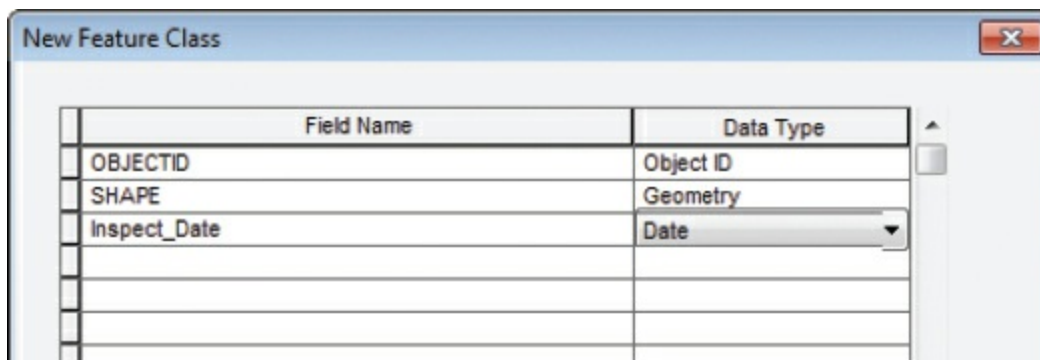 New Feature Class
Field Name Data Type
OBJECTID Object ID
SHAPE Geometry
Inspect_Date Date